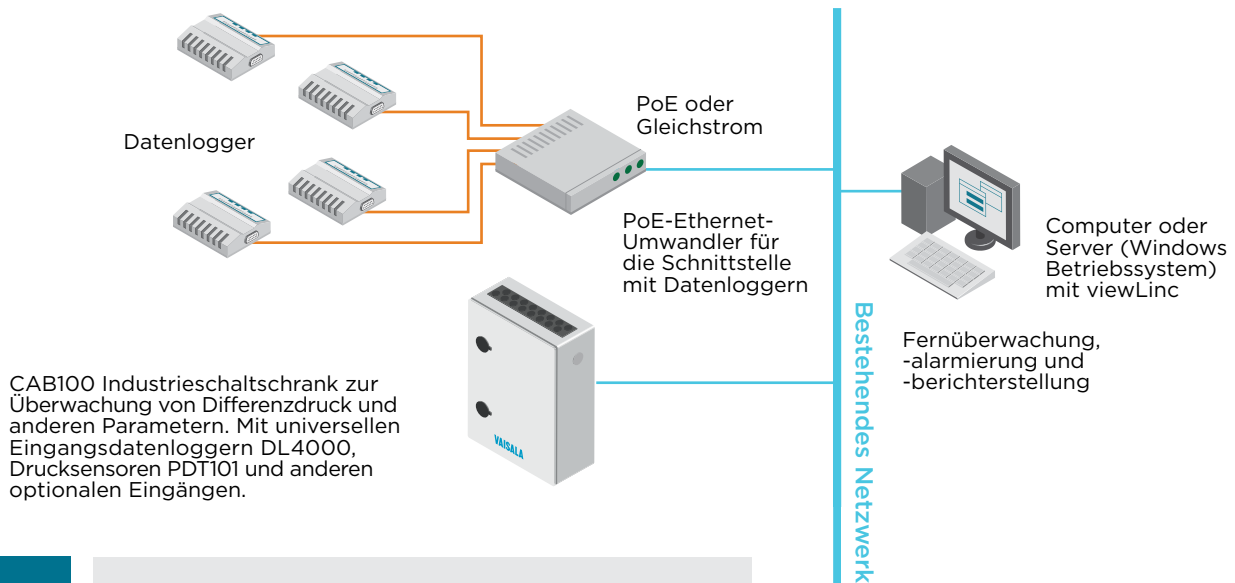 Datenlogger
PoE oder
Gleichstrom
PoE-Ethernet-
Umwandler für
die Schnittstelle
mit Datenloggern
Computer oder
Server (Windows
Betriebssystem)
mit viewLinc
Fernüberwachung,
-alarmierung und
-berichterstellung
Bestehendes Netzwerk
CAB100 Industrieschaltschrank zur
Überwachung von Differenzdruck und
anderen Parametern. Mit universellen
Eingangsdatenloggern DL4000,
Drucksensoren PDT101 und anderen
optionalen Eingängen.
VAISALA